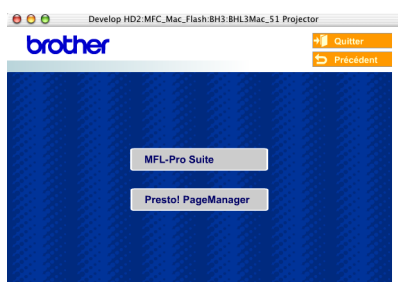 Develop HD2:MFC_Mac_Flash:BH3:BHL3Mac_51 Projector
brother
Quitter
Précédent
MFL-Pro Suite
Presto! PageManager